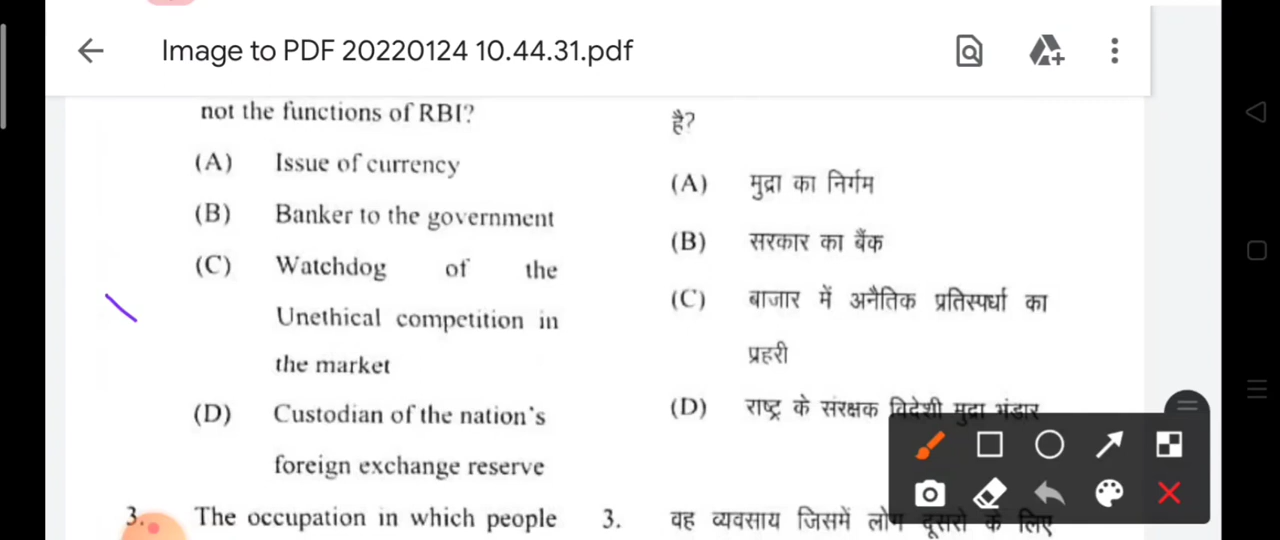 Image to PDF 20220124 10.44.31.pdf
not the functions of RBI?
(A) Issue of currency
(B) Banker to the government
(C) Watchdog of the
Unethical competition in
the market
(D) Custodian of the nation's
foreign exchange reserve
3. The occupation in which people
है?
(A) मुद्रा का निर्गम
(B) सरकार का बैंक
(C) बाजार में अनैतिक प्रतिस्पर्धा का
प्रहरी
(D) राष्ट्र के संरक्षक विदेशी मुद्रा भंडार
3. वह व्यवसाय जिसमें लोग दूसरो के लिए